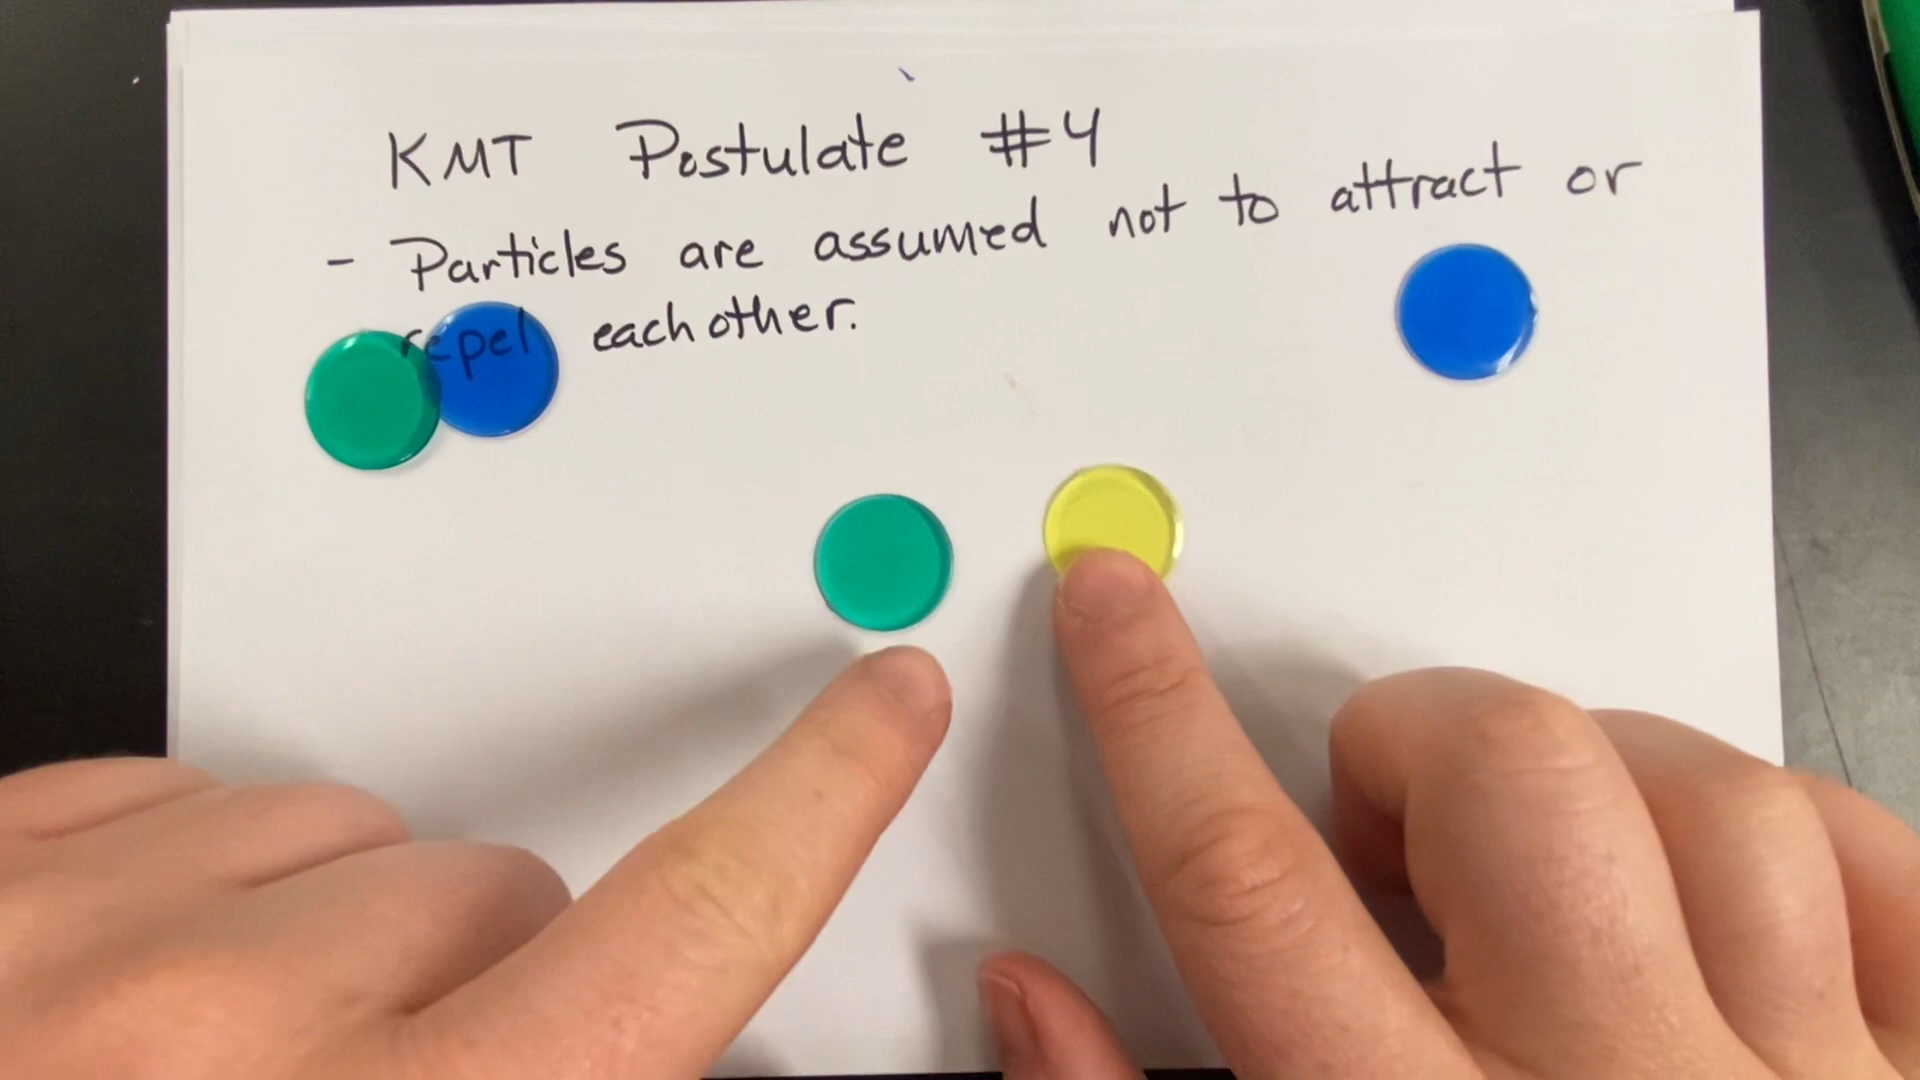 KMT Postulate #4
- Particles are assumed not to attract or
repel each other.